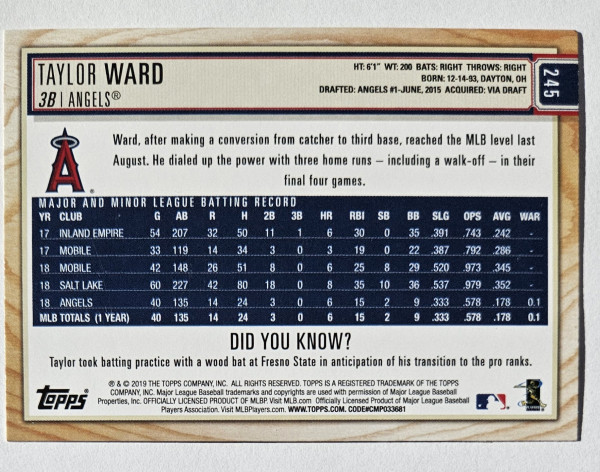 TAYLOR WARD
3B | ANGELS®
HT: 6'1" WT: 200 BATS: RIGHT THROWS: RIGHT
BORN: 12-14-93, DAYTON, OH
DRAFTED: ANGELS #1-JUNE, 2015 ACQUIRED: VIA DRAFT
245
A
Ward, after making a conversion from catcher to third base, reached the MLB level last
August. He dialed up the power with three home runs – including a walk-off – in their
final four games.
MAJOR AND MINOR LEAGUE BATTING RECORD
YR CLUB G AB R H 2B 3B HR RBI SB BB SLG OPS AVG WAR
17 INLAND EMPIRE 54 207 32 50 11 1 6 30 0 35 .391 .743 .242 -
17 MOBILE 33 119 14 34 3 0 3 19 0 22 .387 .792 .286 -
18 MOBILE 42 148 26 51 8 0 6 25 8 29 .520 .973 .345 -
18 SALT LAKE 60 227 42 80 18 0 8 35 10 36 .537 .979 .352 -
18 ANGELS 40 135 14 24 3 0 6 15 2 9 .333 .578 .178 0.1
MLB TOTALS (1 YEAR) 40 135 14 24 3 0 6 15 2 9 .333 .578 .178 0.1
DID YOU KNOW?
Taylor took batting practice with a wood bat at Fresno State in anticipation of his transition to the pro ranks.
Topps®
® & © 2019 THE TOPPS COMPANY, INC. ALL RIGHTS RESERVED. TOPPS IS A REGISTERED TRADEMARK OF THE TOPPS
COMPANY, INC. Major League Baseball trademarks and copyrights are used with permission of Major League Baseball
Properties, Inc. OFFICIALLY LICENSED PRODUCT OF MLBP. Visit MLB.com Officially Licensed Product of Major League Baseball
Players Association. Visit MLBPlayers.com. WWW.TOPPS.COM. CODE#CMP033681